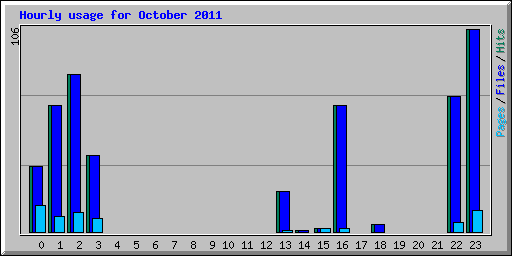 Hourly usage for October 2011
106
Pages / Files / Hits
0 1 2 3 4 5 6 7 8 9 10 11 12 13 14 15 16 17 18 19 20 21 22 23